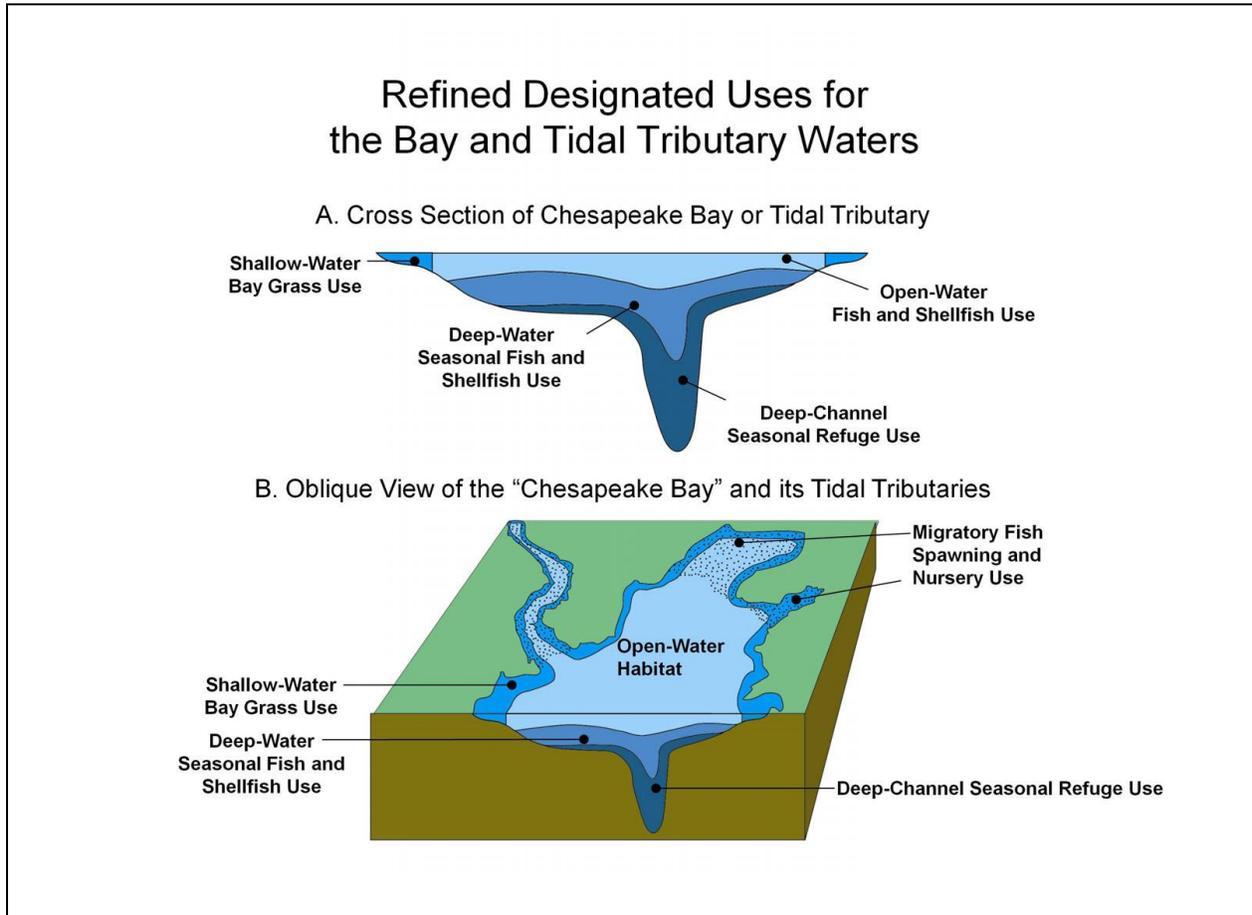 Refined Designated Uses for
the Bay and Tidal Tributary Waters
A. Cross Section of Chesapeake Bay or Tidal Tributary
Shallow-Water
Bay Grass Use
Open-Water
Fish and Shellfish Use
Deep-Water
Seasonal Fish and
Shellfish Use
Deep-Channel
Seasonal Refuge Use
B. Oblique View of the “Chesapeake Bay” and its Tidal Tributaries
Migratory Fish
Spawning and
Nursery Use
Open-Water
Habitat
Shallow-Water
Bay Grass Use
Deep-Water
Seasonal Fish and
Shellfish Use
Deep-Channel Seasonal Refuge Use